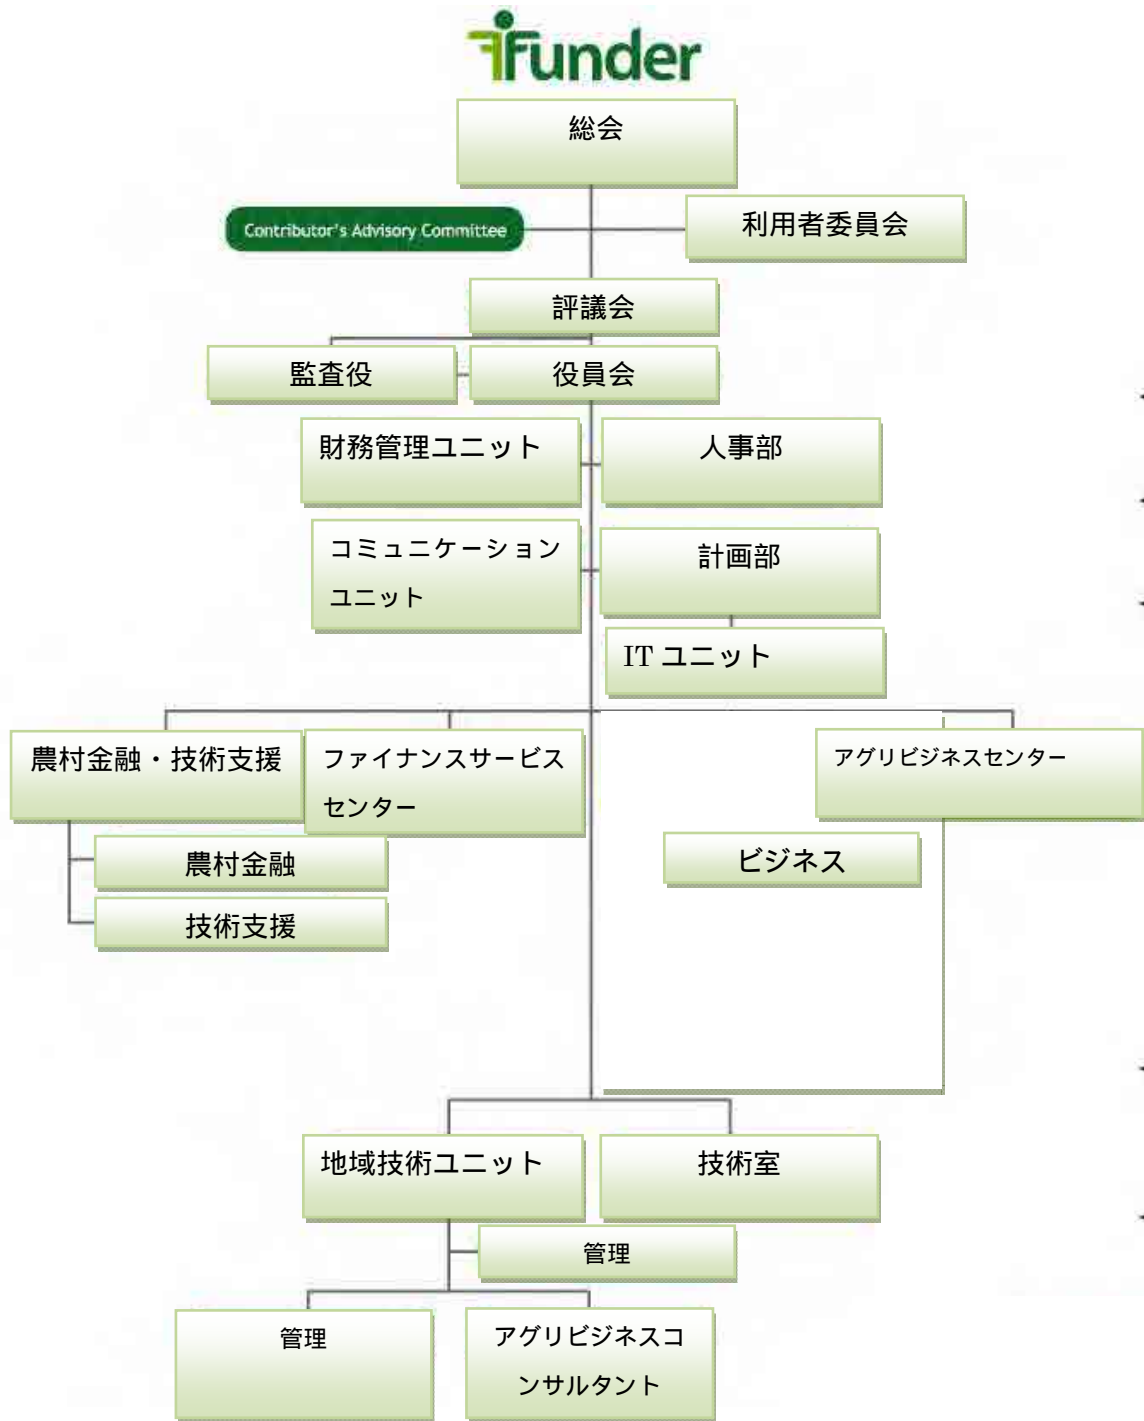 Funder
総会
Contributor's Advisory Committee
利用者委員会
評議会
監査役
役員会
財務管理ユニット
人事部
コミュニケーション
ユニット
計画部
IT ユニット
農村金融・技術支援
ファイナンスサービス
センター
アグリビジネスセンター
農村金融
ビジネス
技術支援
地域技術ユニット
技術室
管理
管理
アグリビジネスコ
ンサルタント